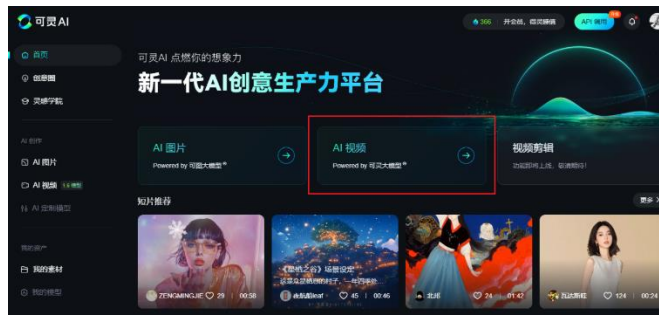 可灵AI
366
开会员，得灵感值
API 调用
首页
创意圈
灵感学院
AI 创作
AI 图片
AI 视频
AI 定制模型
我的资产
我的素材
我的模型
可灵AI 点燃你的想象力
新一代AI创意生产力平台
AI 图片
Powered by 可图大模型®
AI 视频
Powered by 可灵大模型®
视频剪辑
功能即将上线，敬请期待！
短片推荐
更多 >
ZENGMINGJIE 29 | 00:58
45 | 00:46
北邦 24 01:42
124 | 00:24